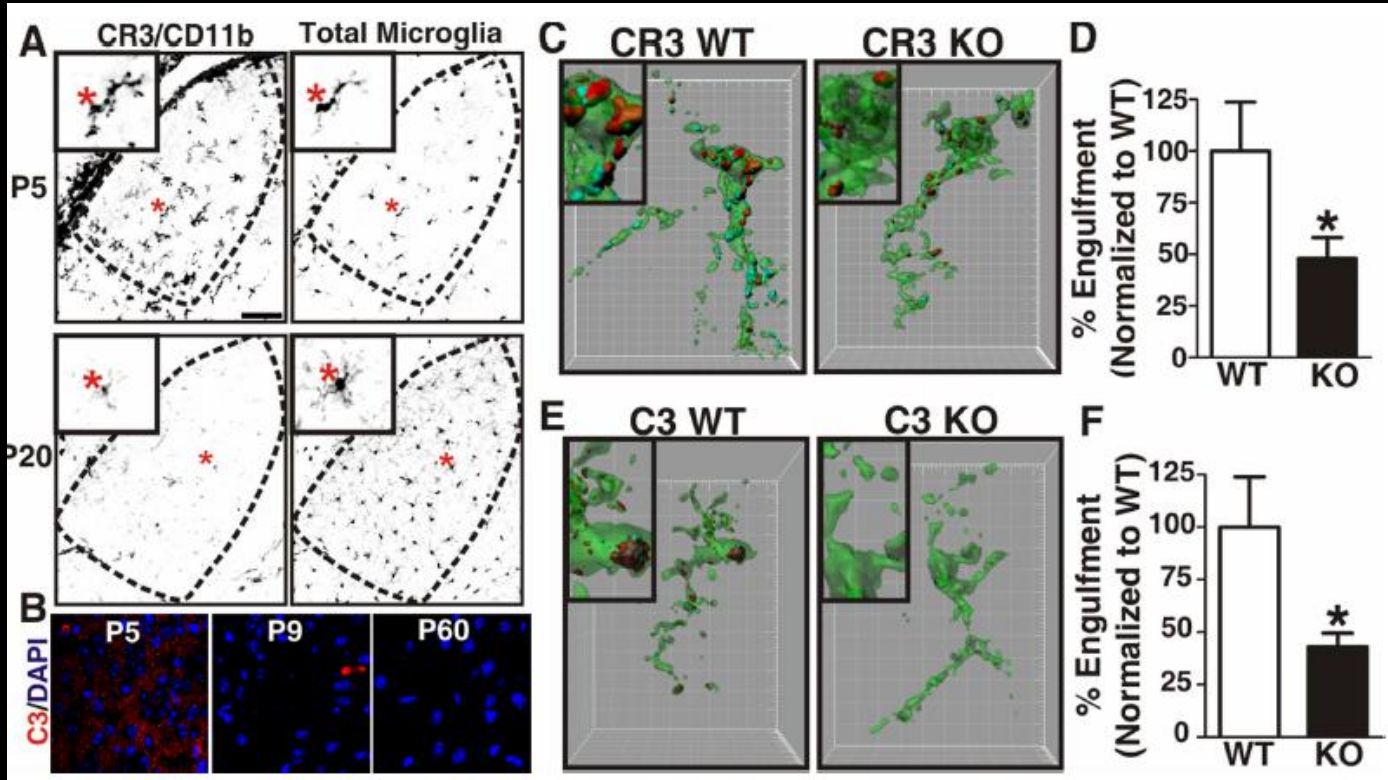 A
CR3/CD11b
Total Microglia
P5
*
*
*
*
P20
*
*
*
*
B
C3/DAPI
P5
P9
P60
C
CR3 WT
CR3 KO
D
% Engulfment
(Normalized to WT)
125
100
75
50
25
0
*
WT
KO
E
C3 WT
C3 KO
F
% Engulfment
(Normalized to WT)
125
100
75
50
25
0
*
WT
KO